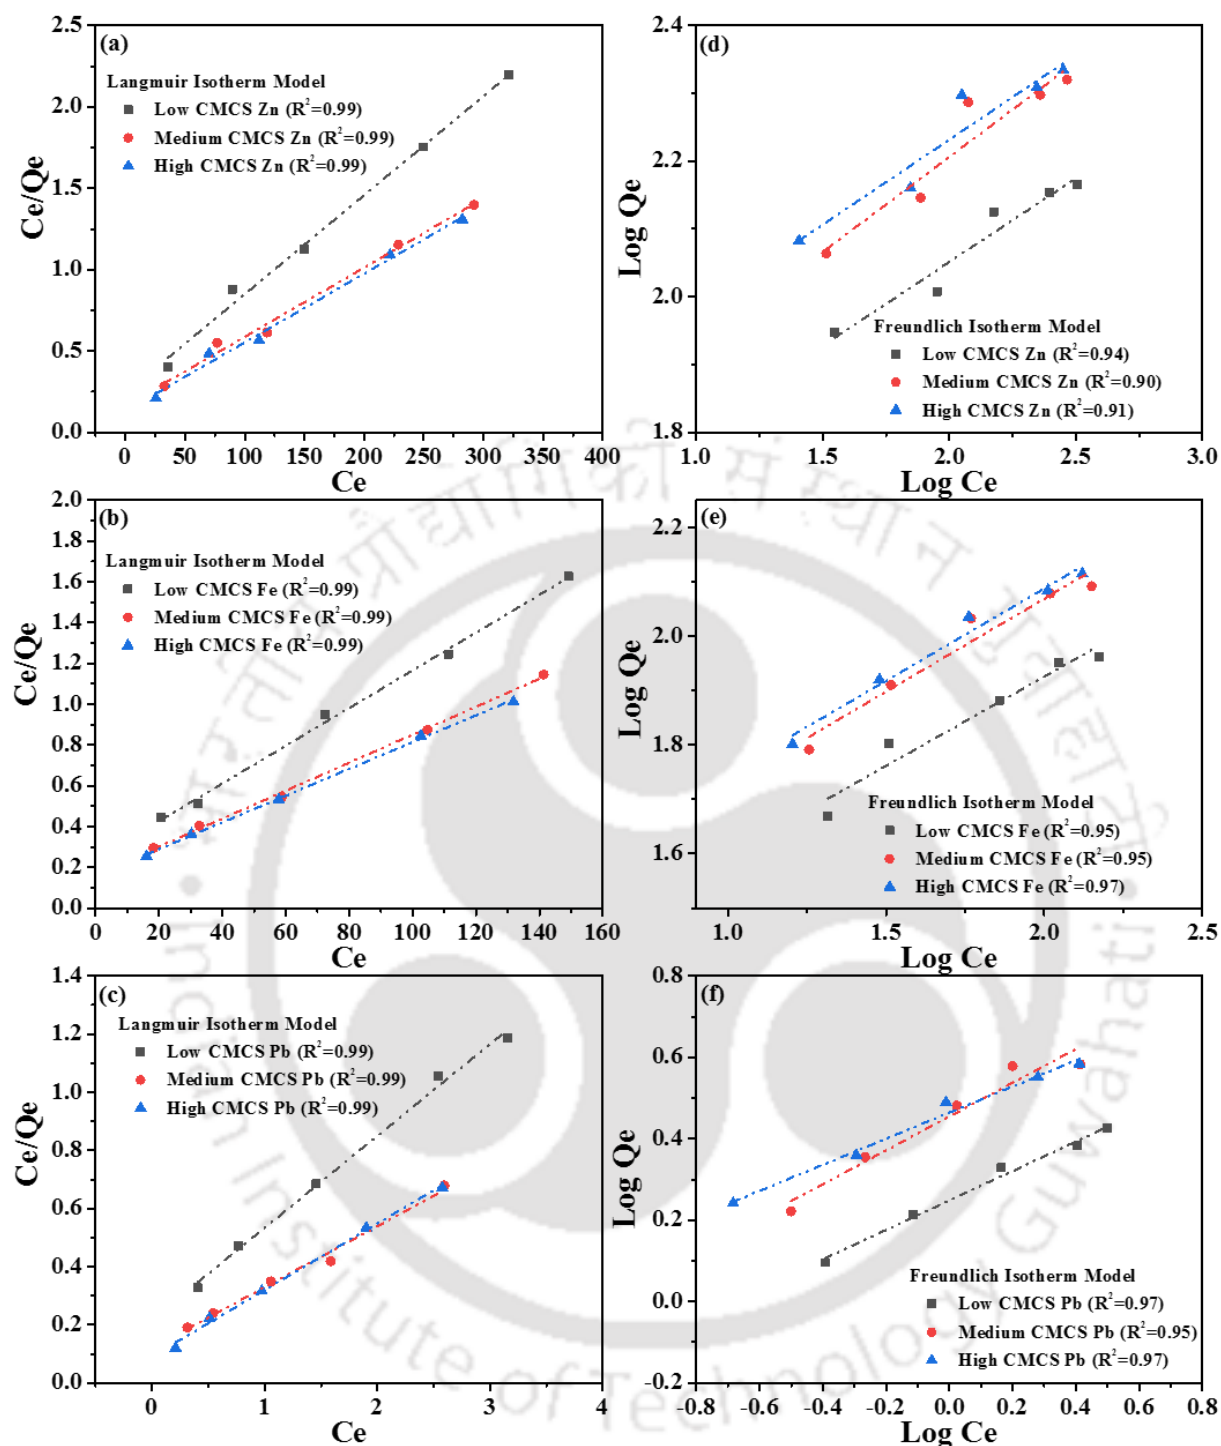 (a)
Langmuir Isotherm Model
Low CMCS Zn (R²=0.99)
Medium CMCS Zn (R²=0.99)
High CMCS Zn (R²=0.99)
Ce/Qe
2.5
2.0
1.5
1.0
0.5
0.0
0 50 100 150 200 250 300 350 400
Ce
(d)
Log Qe
2.4
2.2
2.0
1.8
Freundlich Isotherm Model
Low CMCS Zn (R²=0.94)
Medium CMCS Zn (R²=0.90)
High CMCS Zn (R²=0.91)
1.0 1.5 2.0 2.5 3.0
Log Ce
(b)
Langmuir Isotherm Model
Low CMCS Fe (R²=0.99)
Medium CMCS Fe (R²=0.99)
High CMCS Fe (R²=0.99)
Ce/Qe
2.0
1.8
1.6
1.4
1.2
1.0
0.8
0.6
0.4
0.2
0.0
0 20 40 60 80 100 120 140 160
Ce
(e)
Log Qe
2.2
2.0
1.8
1.6
Freundlich Isotherm Model
Low CMCS Fe (R²=0.95)
Medium CMCS Fe (R²=0.95)
High CMCS Fe (R²=0.97)
1.0 1.5 2.0 2.5
Log Ce
(c)
Langmuir Isotherm Model
Low CMCS Pb (R²=0.99)
Medium CMCS Pb (R²=0.99)
High CMCS Pb (R²=0.99)
Ce/Qe
1.4
1.2
1.0
0.8
0.6
0.4
0.2
0.0
0 1 2 3 4
Ce
(f)
Log Qe
0.8
0.6
0.4
0.2
0.0
-0.2
Freundlich Isotherm Model
Low CMCS Pb (R²=0.97)
Medium CMCS Pb (R²=0.95)
High CMCS Pb (R²=0.97)
-0.8 -0.6 -0.4 -0.2 0.0 0.2 0.4 0.6 0.8
Log Ce
Indian Institute of Technology Guwahati